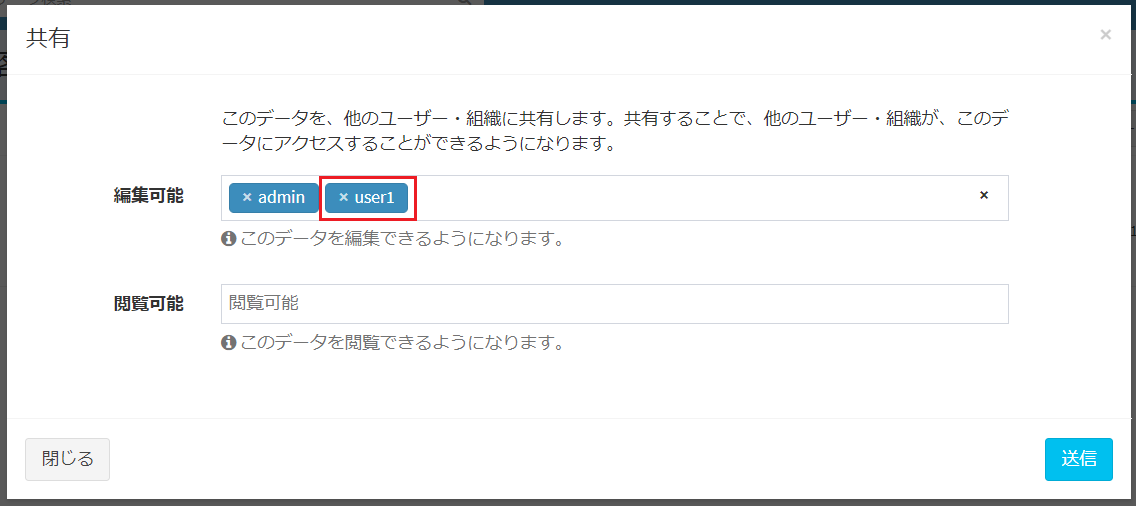 共有
×
このデータを、他のユーザー・組織に共有します。共有することで、他のユーザー・組織が、このデ
ータにアクセスすることができるようになります。
編集可能
× admin × user1 ×
このデータを編集できるようになります。
閲覧可能
閲覧可能
このデータを閲覧できるようになります。
閉じる
送信